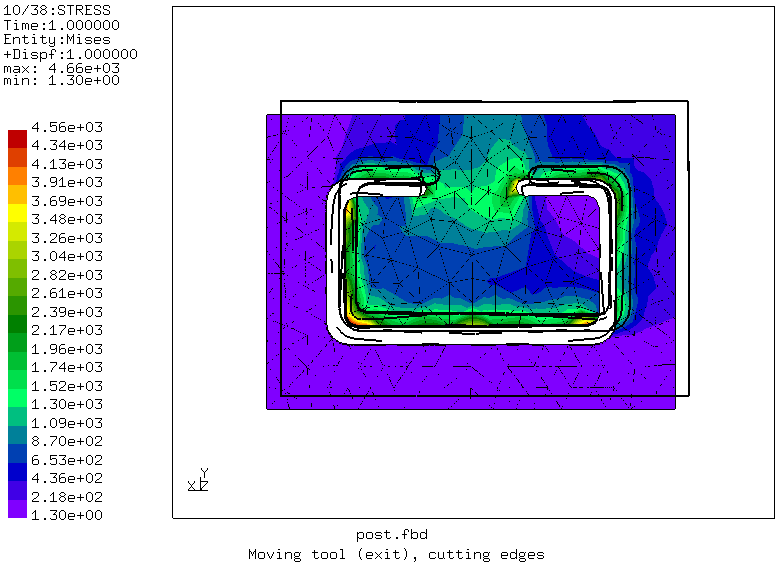 10/38:STRESS
Time:1.000000
Entity:Mises
+Dispf:1.000000
max: 4.66e+03
min: 1.30e+00
4.56e+03
4.34e+03
4.13e+03
3.91e+03
3.69e+03
3.48e+03
3.26e+03
3.04e+03
2.82e+03
2.61e+03
2.39e+03
2.17e+03
1.96e+03
1.74e+03
1.52e+03
1.30e+03
1.09e+03
8.70e+02
6.53e+02
4.36e+02
2.18e+02
1.30e+00
Y
X Z
post.fbd
Moving tool (exit), cutting edges